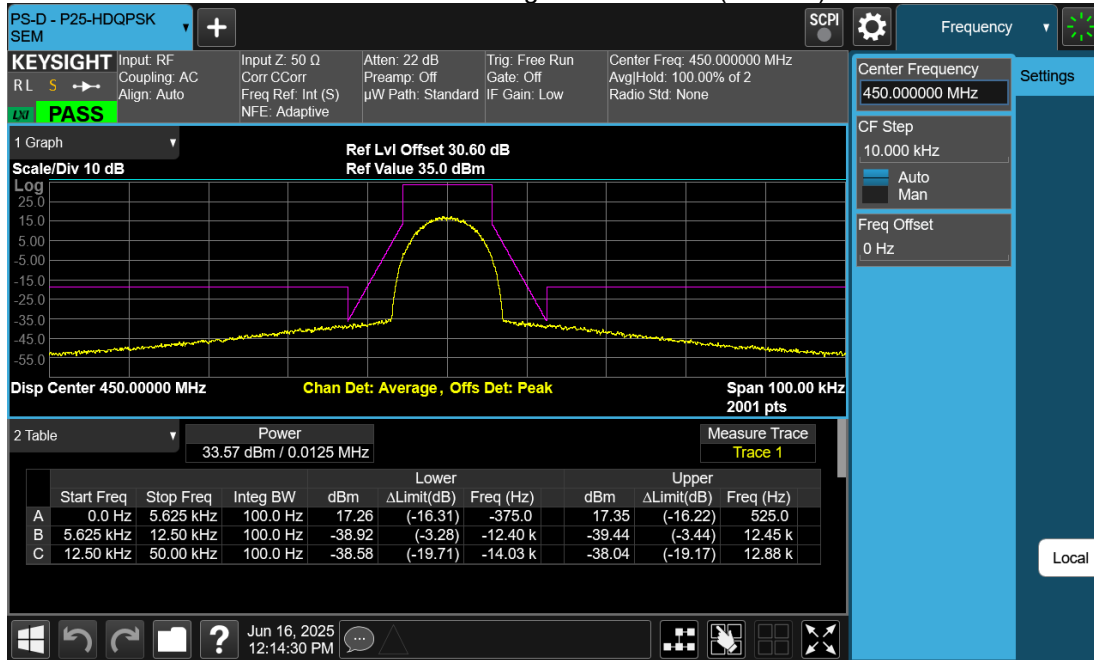 PS-D - P25-HDQPSK
SEM
SCPI
Frequency
KEYSIGHT
R L S
LXI PASS
Input: RF
Coupling: AC
Align: Auto
Input Z: 50 Ω
Corr CCorr
Freq Ref: Int (S)
NFE: Adaptive
Atten: 22 dB
Preamp: Off
µW Path: Standard
Trig: Free Run
Gate: Off
IF Gain: Low
Center Freq: 450.000000 MHz
Avg|Hold: 100.00% of 2
Radio Std: None
Center Frequency
450.000000 MHz
Settings
CF Step
10.000 kHz
Auto
Man
Freq Offset
0 Hz
Local
1 Graph
Scale/Div 10 dB
Ref Lvl Offset 30.60 dB
Ref Value 35.0 dBm
Log
25.0
15.0
5.00
-5.00
-15.0
-25.0
-35.0
-45.0
-55.0
Disp Center 450.00000 MHz
Chan Det: Average, Offs Det: Peak
Span 100.00 kHz
2001 pts
2 Table
Power
33.57 dBm / 0.0125 MHz
Measure Trace
Trace 1
Lower Upper
Start Freq Stop Freq Integ BW dBm ΔLimit(dB) Freq (Hz) dBm ΔLimit(dB) Freq (Hz)
A 0.0 Hz 5.625 kHz 100.0 Hz 17.26 (-16.31) -375.0 17.35 (-16.22) 525.0
B 5.625 kHz 12.50 kHz 100.0 Hz -38.92 (-3.28) -12.40 k -39.44 (-3.44) 12.45 k
C 12.50 kHz 50.00 kHz 100.0 Hz -38.58 (-19.71) -14.03 k -38.04 (-19.17) 12.88 k
?
Jun 16, 2025
12:14:30 PM